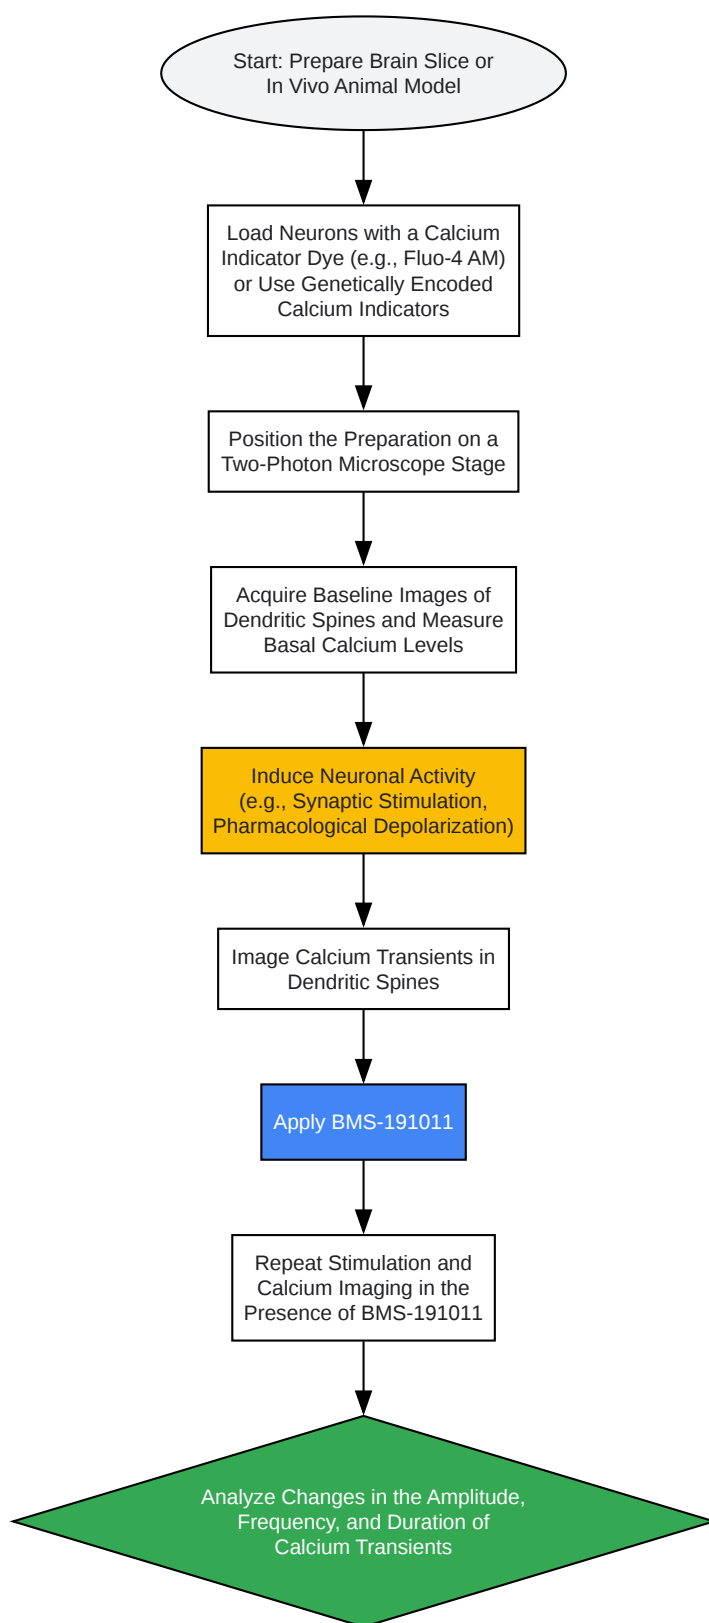 Start: Prepare Brain Slice or
In Vivo Animal Model
Load Neurons with a Calcium
Indicator Dye (e.g., Fluo-4 AM)
or Use Genetically Encoded
Calcium Indicators
Position the Preparation on a
Two-Photon Microscope Stage
Acquire Baseline Images of
Dendritic Spines and Measure
Basal Calcium Levels
Induce Neuronal Activity
(e.g., Synaptic Stimulation,
Pharmacological Depolarization)
Image Calcium Transients in
Dendritic Spines
Apply BMS-191011
Repeat Stimulation and
Calcium Imaging in the
Presence of BMS-191011
Analyze Changes in the Amplitude,
Frequency, and Duration of
Calcium Transients